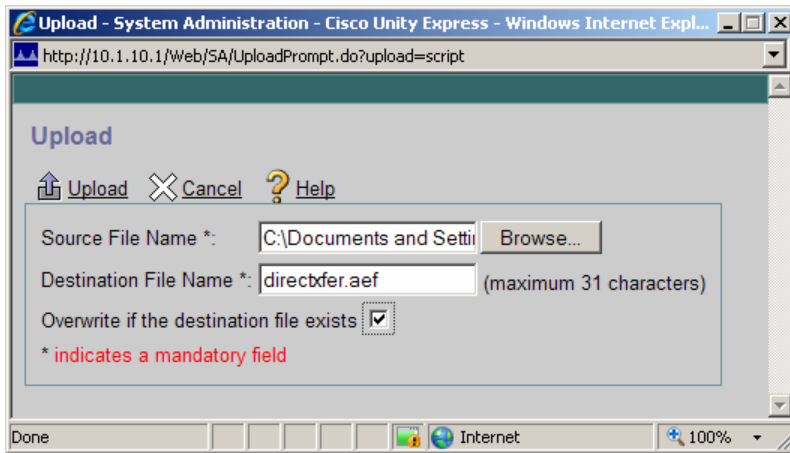 Upload - System Administration - Cisco Unity Express - Windows Internet Expl...
http://10.1.10.1/Web/SA/UploadPrompt.do?upload=script
Upload
Upload Cancel Help
Source File Name *: C:\Documents and Settin Browse...
Destination File Name *: directxfer.aef (maximum 31 characters)
Overwrite if the destination file exists
* indicates a mandatory field
Done Internet 100%